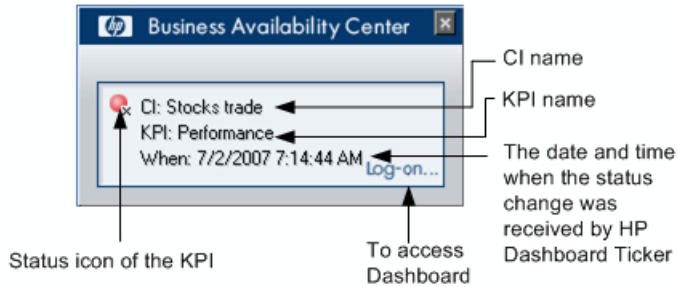 hp Business Availability Center
CI name
CI: Stocks trade
KPI name
KPI: Performance
When: 7/2/2007 7:14:44 AM
Log-on...
The date and time
when the status
change was
received by HP
Dashboard Ticker
Status icon of the KPI
To access
Dashboard